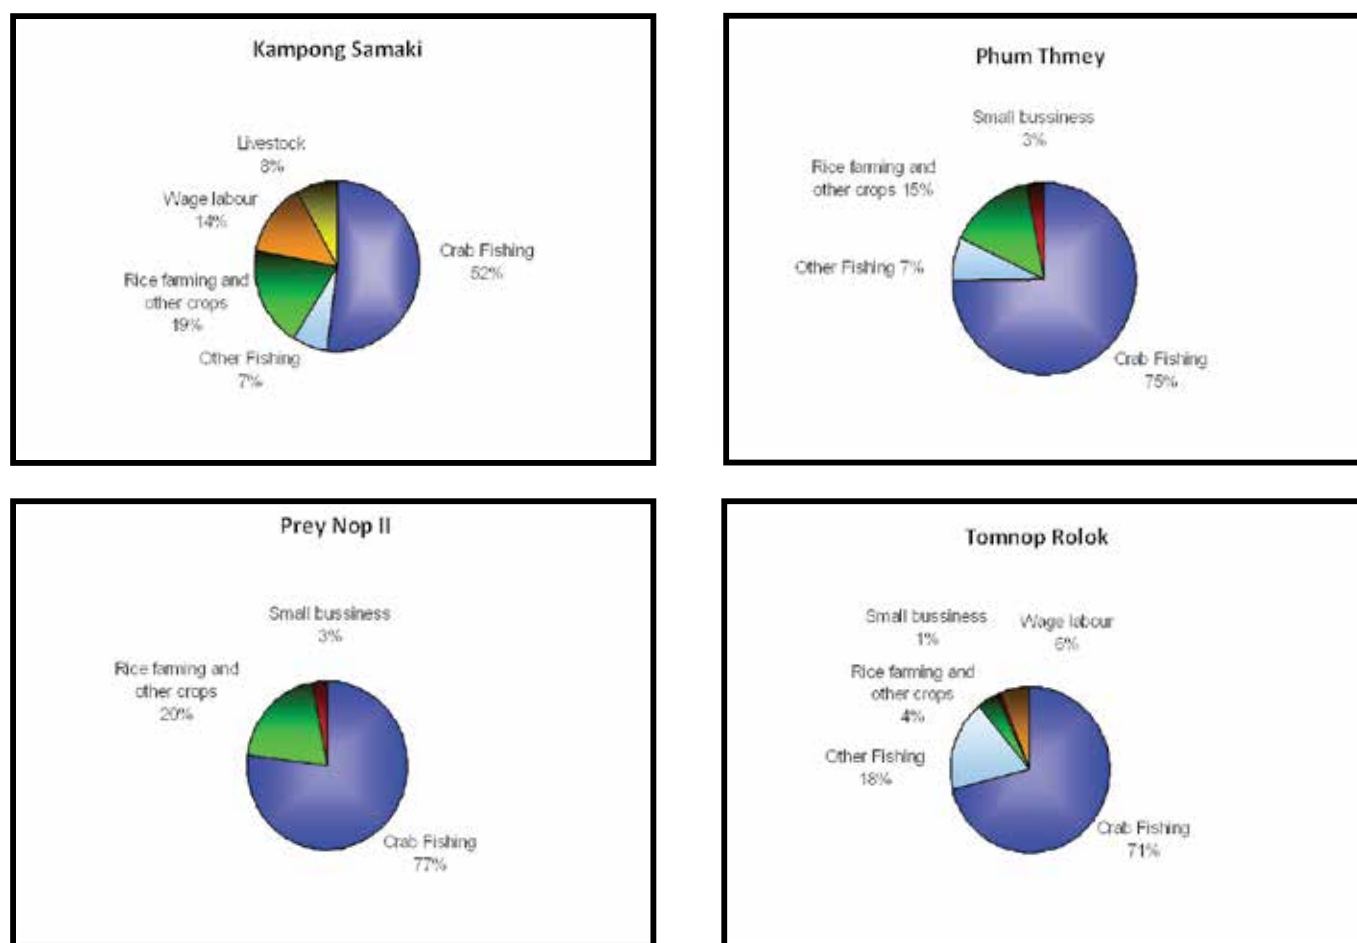 Kampong Samaki
Livestock
8%
Wage labour
14%
Crab Fishing
52%
Rice farming and
other crops
19%
Other Fishing
7%
Phum Thmey
Small bussiness
3%
Rice farming and
other crops 15%
Other Fishing 7%
Crab Fishing
75%
Prey Nop II
Small bussiness
3%
Rice farming and
other crops
20%
Crab Fishing
77%
Tomnop Rolok
Small bussiness
1%
Wage labour
6%
Rice farming and
other crops
4%
Other Fishing
18%
Crab Fishing
71%